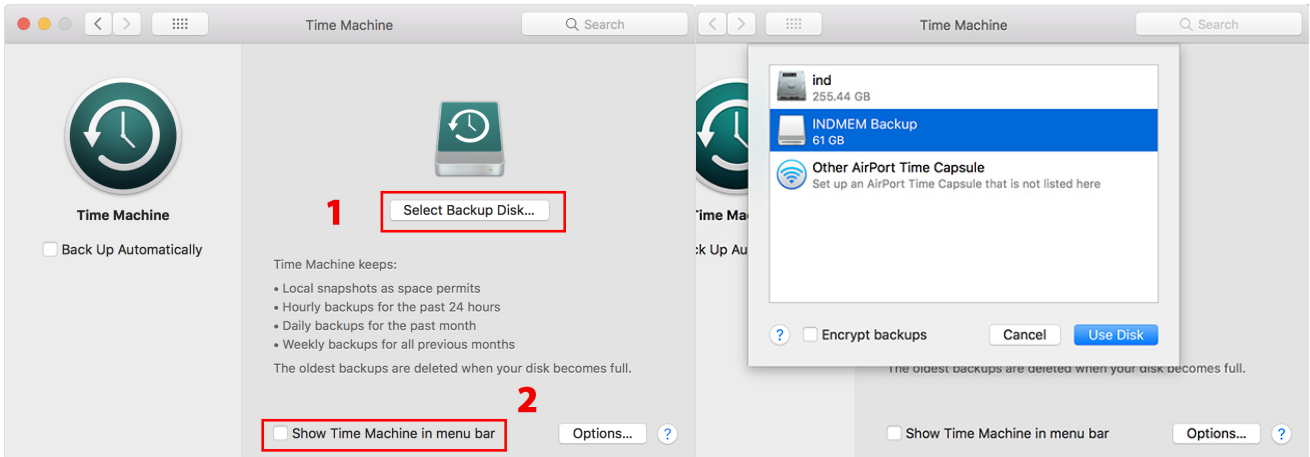 Time Machine
Search
Time Machine
Back Up Automatically
1
Select Backup Disk...
Time Machine keeps:
• Local snapshots as space permits
• Hourly backups for the past 24 hours
• Daily backups for the past month
• Weekly backups for all previous months
The oldest backups are deleted when your disk becomes full.
2
Show Time Machine in menu bar
Options...
?
Time Machine
Search
Time Ma
ck Up Au
ind
255.44 GB
INDMEM Backup
61 GB
Other AirPort Time Capsule
Set up an AirPort Time Capsule that is not listed here
?
Encrypt backups
Cancel
Use Disk
The oldest backups are deleted when your disk becomes full.
Show Time Machine in menu bar
Options...
?